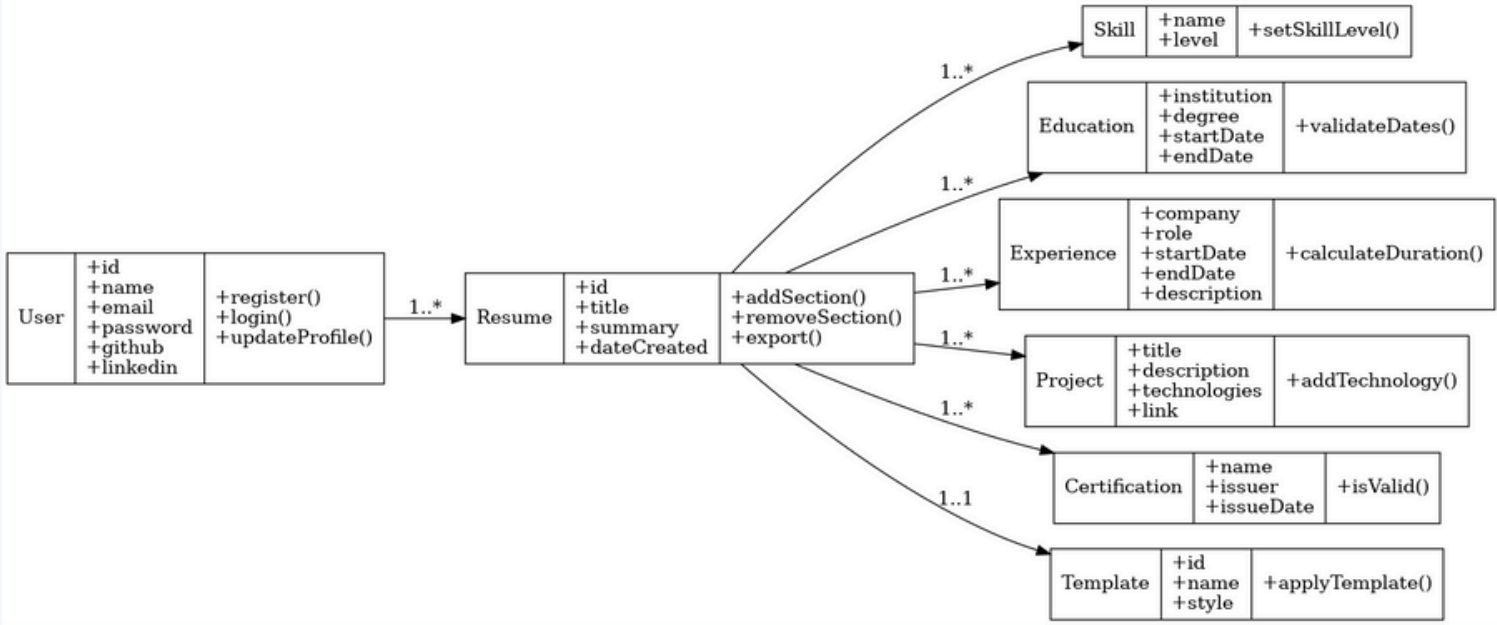 User
+id
+name
+email
+password
+github
+linkedin
+register()
+login()
+updateProfile()
1..*
Resume
+id
+title
+summary
+dateCreated
+addSection()
+removeSection()
+export()
1..*
Skill
+name
+level
+setSkillLevel()
1..*
Education
+institution
+degree
+startDate
+endDate
+validateDates()
1..*
Experience
+company
+role
+startDate
+endDate
+description
+calculateDuration()
1..*
Project
+title
+description
+technologies
+link
+addTechnology()
1..*
Certification
+name
+issuer
+issueDate
+isValid()
1..1
Template
+id
+name
+style
+applyTemplate()